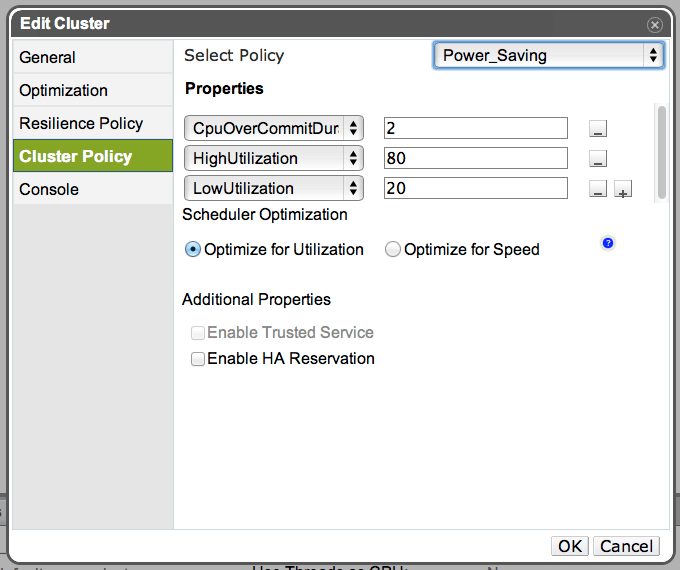 Edit Cluster
General
Optimization
Resilience Policy
Cluster Policy
Console
Select Policy Power_Saving
Properties
CpuOverCommitDur 2
HighUtilization 80
LowUtilization 20
Scheduler Optimization
Optimize for Utilization Optimize for Speed ?
Additional Properties
Enable Trusted Service
Enable HA Reservation
OK Cancel